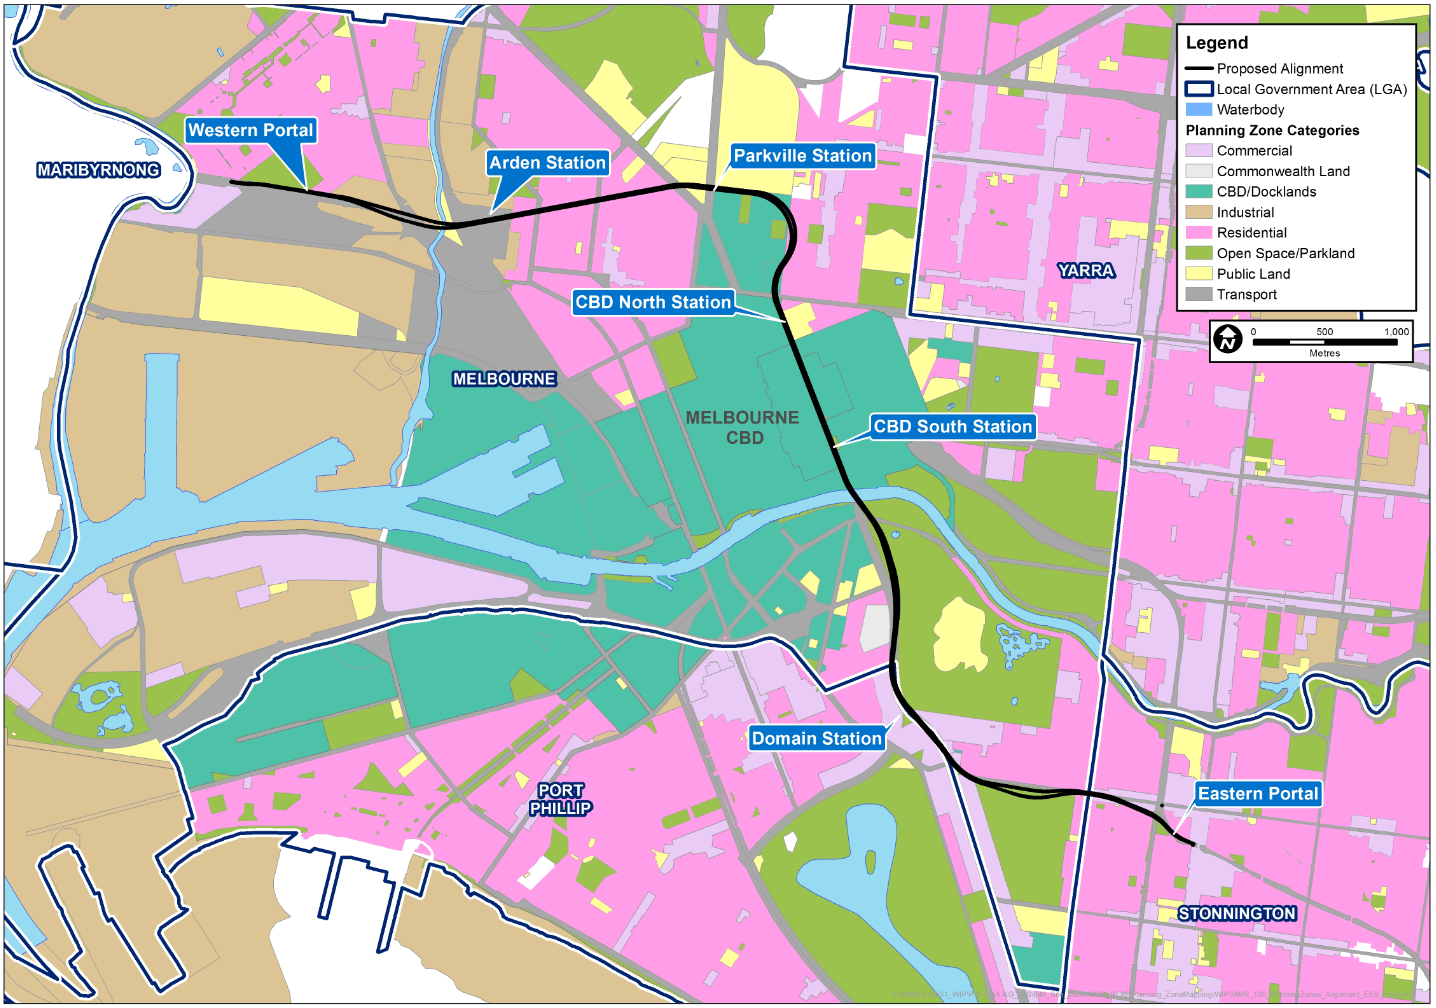 Legend
Proposed Alignment
Local Government Area (LGA)
Waterbody
Planning Zone Categories
Commercial
Commonwealth Land
CBD/Docklands
Industrial
Residential
Open Space/Parkland
Public Land
Transport
N
0 500 1,000
Metres
Western Portal
MARIBYRNONG
Arden Station
Parkville Station
YARRA
CBD North Station
MELBOURNE
MELBOURNE
CBD
CBD South Station
Domain Station
PORT
PHILLIP
Eastern Portal
STONNINGTON